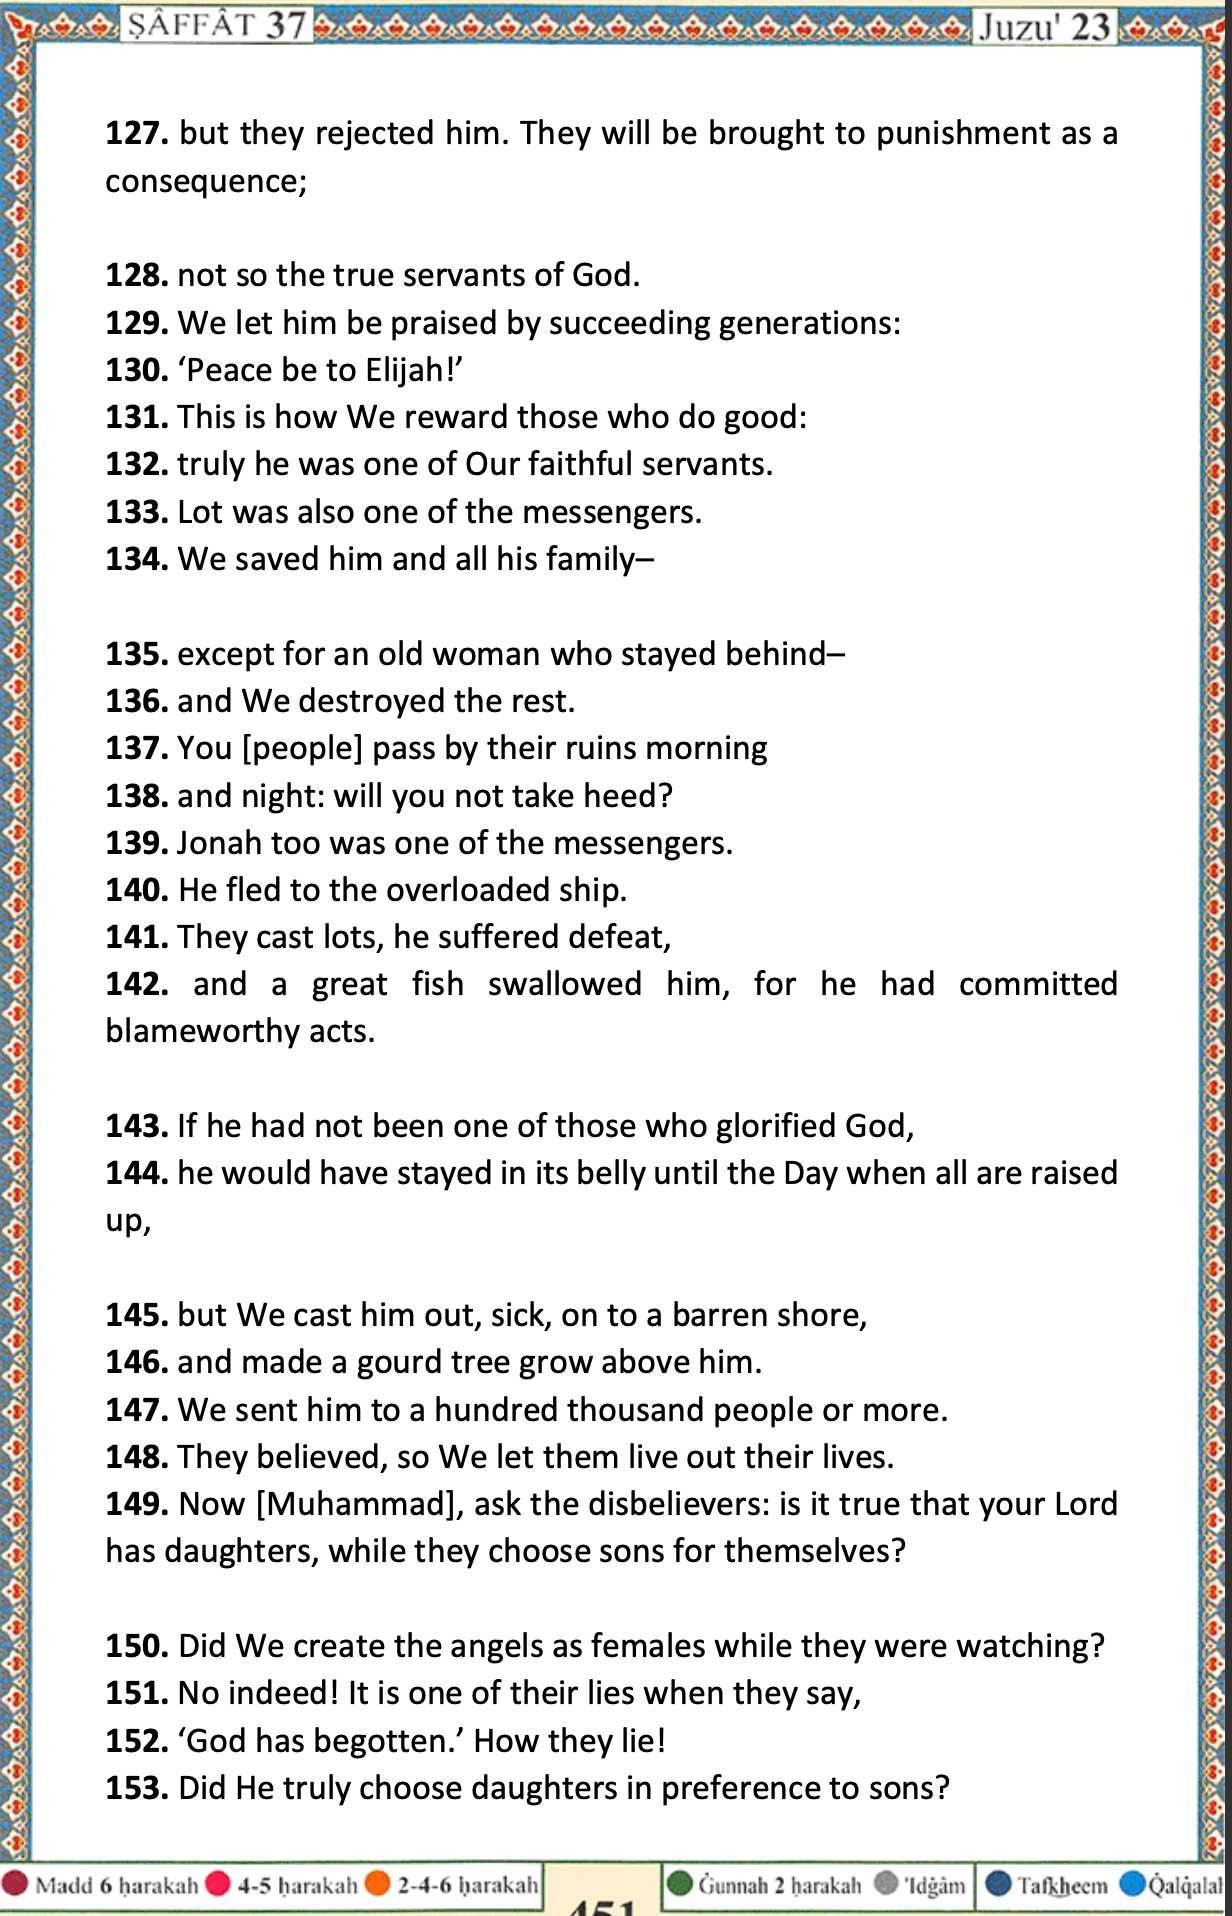 ṢÂFFÂT 37
Juzu' 23
127. but they rejected him. They will be brought to punishment as a
consequence;
128. not so the true servants of God.
129. We let him be praised by succeeding generations:
130. ‘Peace be to Elijah!’
131. This is how We reward those who do good:
132. truly he was one of Our faithful servants.
133. Lot was also one of the messengers.
134. We saved him and all his family–
135. except for an old woman who stayed behind–
136. and We destroyed the rest.
137. You [people] pass by their ruins morning
138. and night: will you not take heed?
139. Jonah too was one of the messengers.
140. He fled to the overloaded ship.
141. They cast lots, he suffered defeat,
142. and a great fish swallowed him, for he had committed
blameworthy acts.
143. If he had not been one of those who glorified God,
144. he would have stayed in its belly until the Day when all are raised
up,
145. but We cast him out, sick, on to a barren shore,
146. and made a gourd tree grow above him.
147. We sent him to a hundred thousand people or more.
148. They believed, so We let them live out their lives.
149. Now [Muhammad], ask the disbelievers: is it true that your Lord
has daughters, while they choose sons for themselves?
150. Did We create the angels as females while they were watching?
151. No indeed! It is one of their lies when they say,
152. ‘God has begotten.’ How they lie!
153. Did He truly choose daughters in preference to sons?
Madd 6 ḥarakah 4-5 ḥarakah 2-4-6 ḥarakah
451
Ġunnah 2 ḥarakah 'Idġâm Tafkheem Q̇alq̇alah